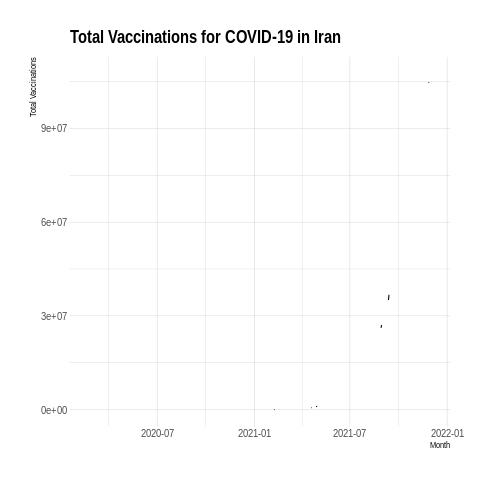 Total Vaccinations for COVID-19 in Iran
Total Vaccinations
9e+07
6e+07
3e+07
0e+00
2020-07 2021-01 2021-07 2022-01
Month